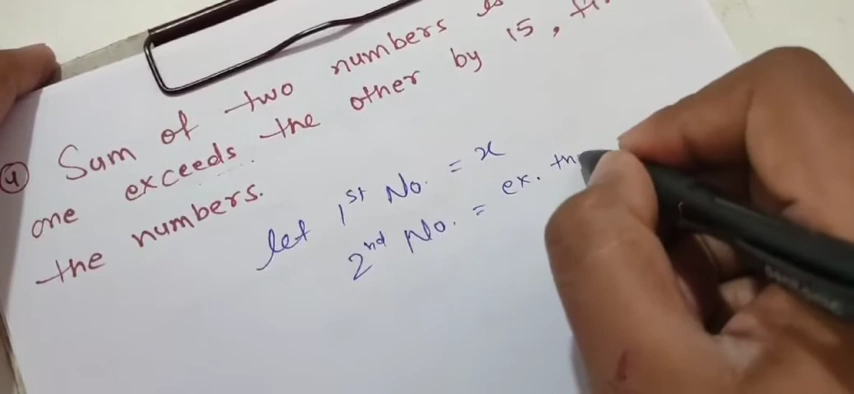 ④ Sum of two numbers is
one exceeds the other by 15,
the numbers.
let 1st No. = x
2nd No. = ex. th